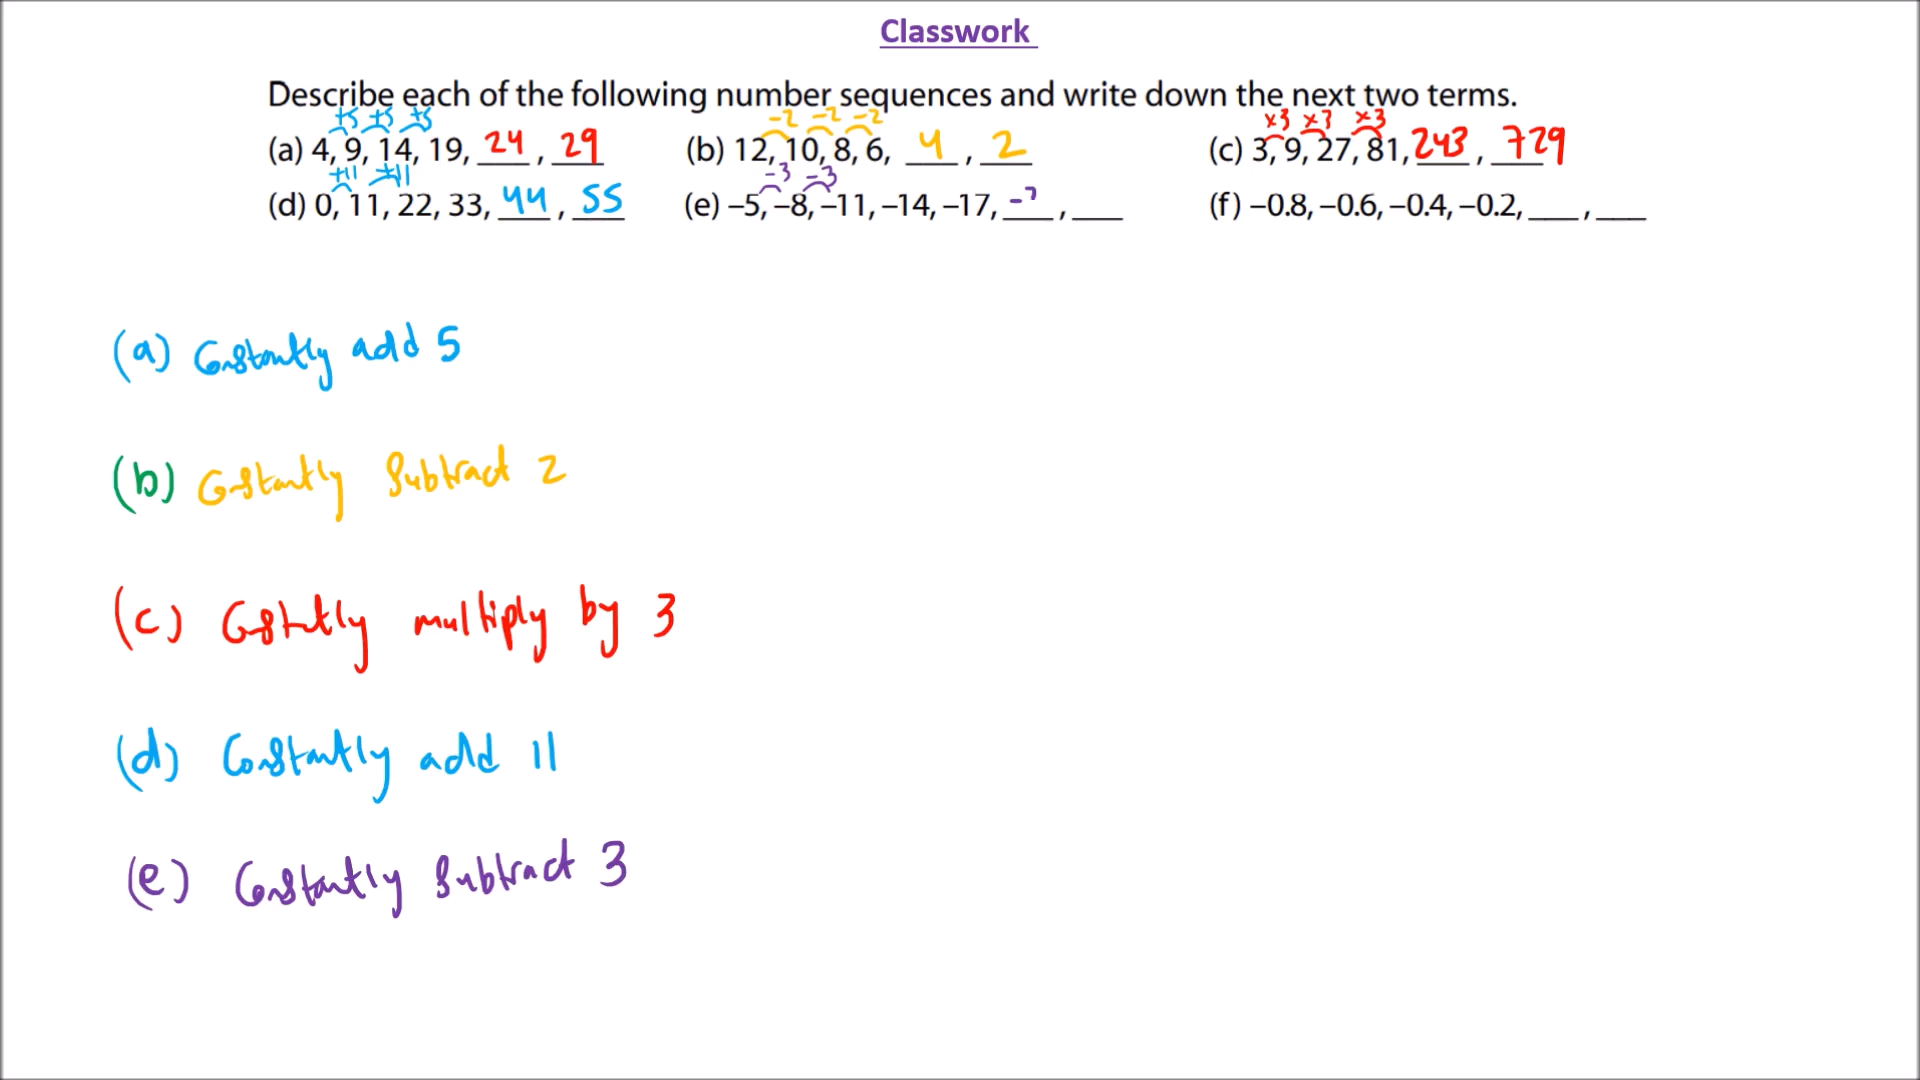 Classwork
Describe each of the following number sequences and write down the next two terms.
+5 +5 +5 -2 -2 -2 ×3 ×3 ×3
(a) 4, 9, 14, 19, 24, 29 (b) 12, 10, 8, 6, 4, 2 (c) 3, 9, 27, 81, 243, 729
+11 +11 -3 -3
(d) 0, 11, 22, 33, 44, 55 (e) –5, –8, –11, –14, –17, -___, ___ (f) –0.8, –0.6, –0.4, –0.2, ___, ___
(a) Constantly add 5
(b) Constantly Subtract 2
(c) Constantly multiply by 3
(d) Constantly add 11
(e) Constantly Subtract 3